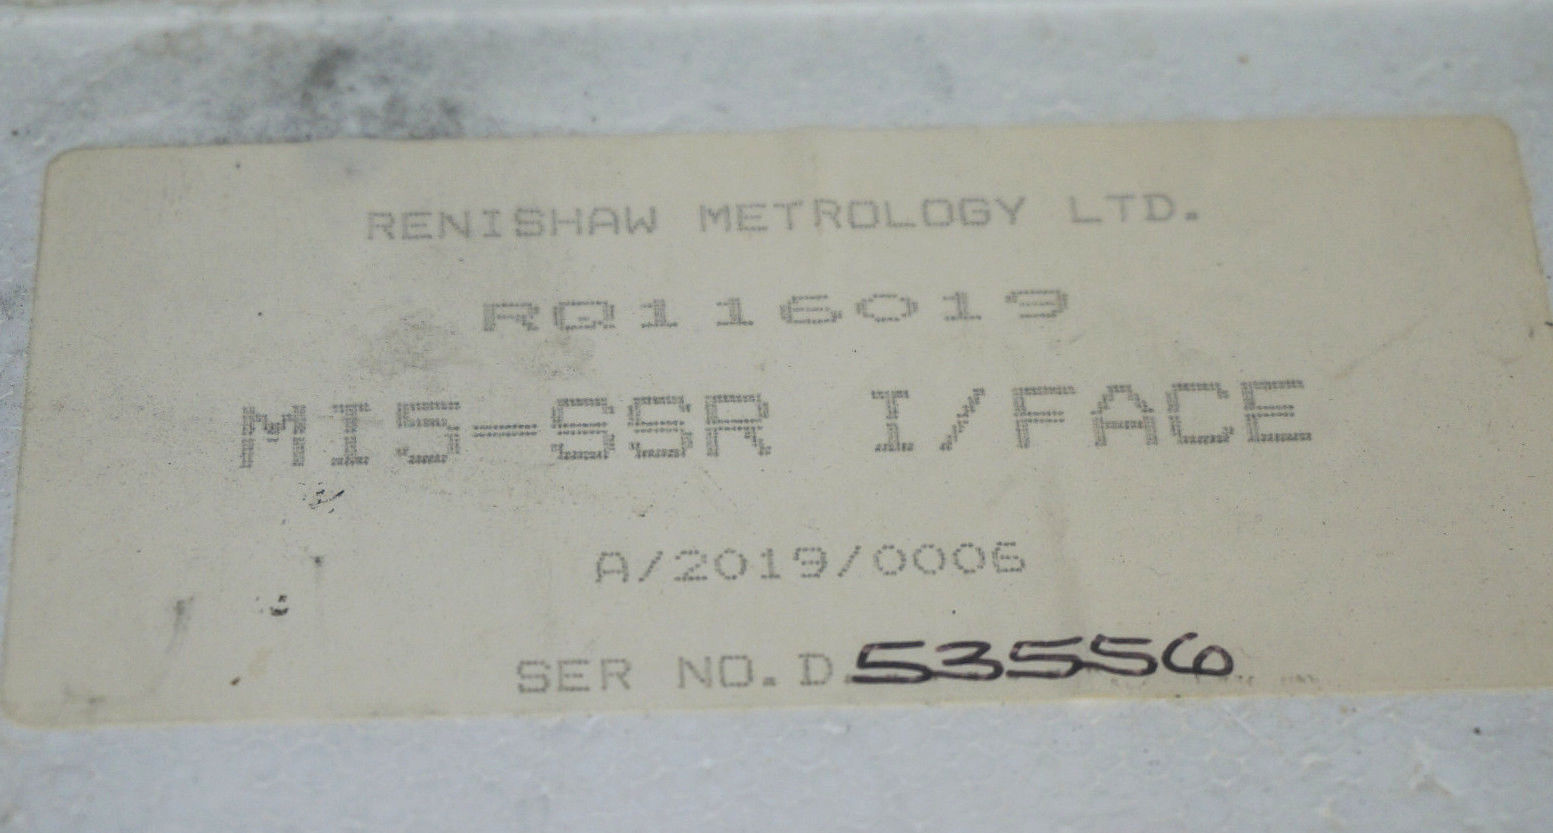 RENISHAW METROLOGY LTD.
RQ116019
MI5-SSR I/FACE
A/2019/0006
SER NO. D 53556